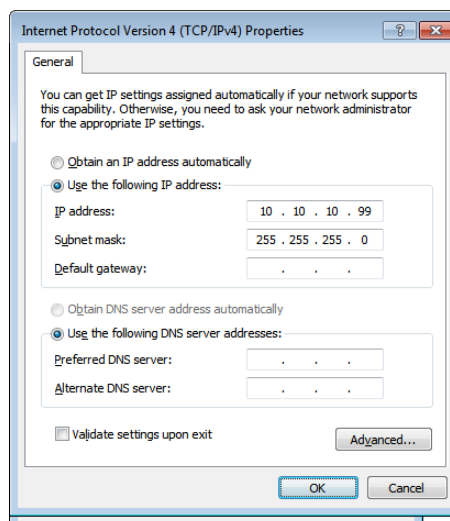 Internet Protocol Version 4 (TCP/IPv4) Properties
General
You can get IP settings assigned automatically if your network supports
this capability. Otherwise, you need to ask your network administrator
for the appropriate IP settings.
Obtain an IP address automatically
Use the following IP address:
IP address: 10 . 10 . 10 . 99
Subnet mask: 255 . 255 . 255 . 0
Default gateway: . . .
Obtain DNS server address automatically
Use the following DNS server addresses:
Preferred DNS server: . . .
Alternate DNS server: . . .
Validate settings upon exit
Advanced...
OK Cancel